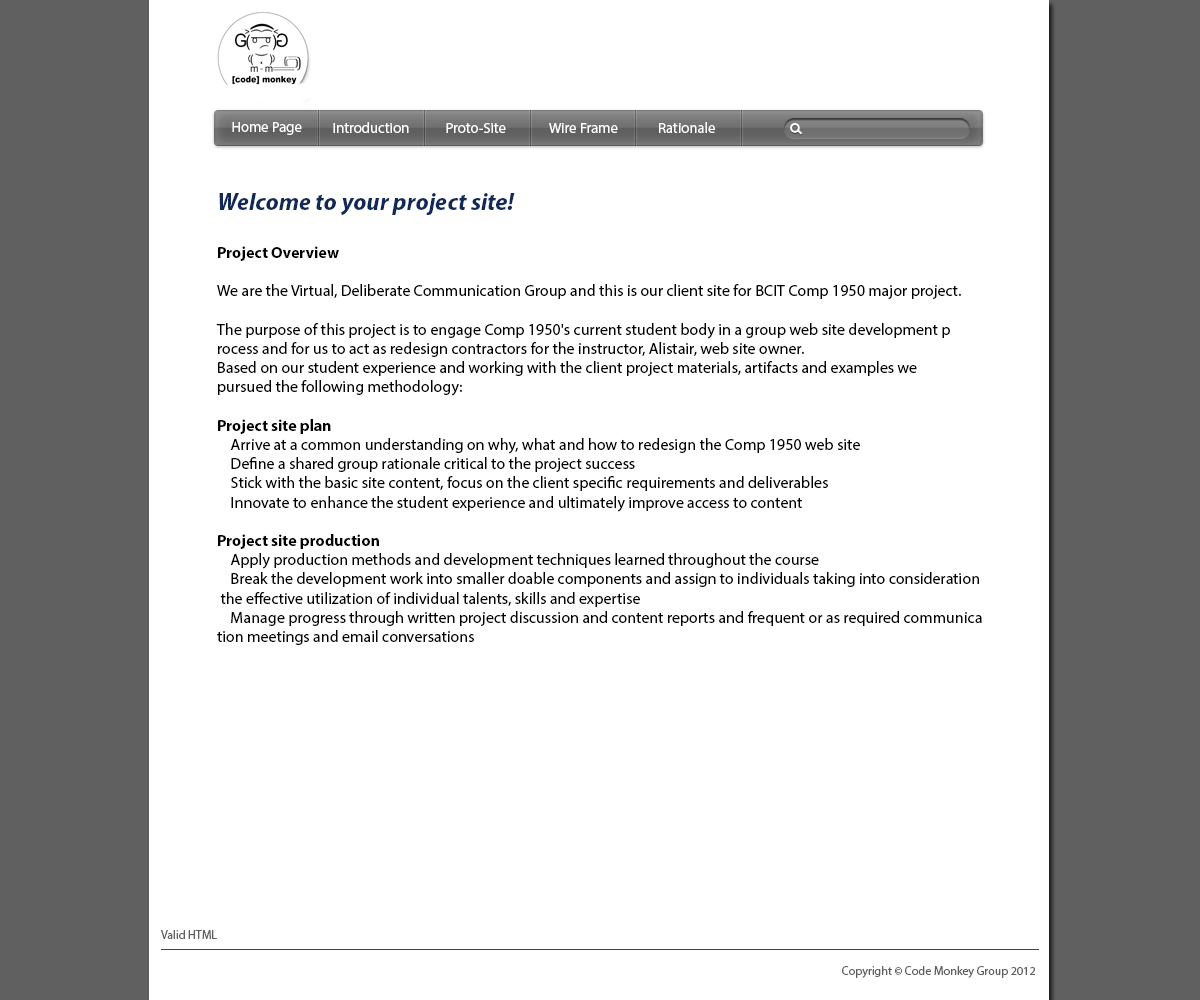 [code] monkey
Home Page Introduction Proto-Site Wire Frame Rationale
Welcome to your project site!
Project Overview
We are the Virtual, Deliberate Communication Group and this is our client site for BCIT Comp 1950 major project.
The purpose of this project is to engage Comp 1950's current student body in a group web site development p
rocess and for us to act as redesign contractors for the instructor, Alistair, web site owner.
Based on our student experience and working with the client project materials, artifacts and examples we
pursued the following methodology:
Project site plan
Arrive at a common understanding on why, what and how to redesign the Comp 1950 web site
Define a shared group rationale critical to the project success
Stick with the basic site content, focus on the client specific requirements and deliverables
Innovate to enhance the student experience and ultimately improve access to content
Project site production
Apply production methods and development techniques learned throughout the course
Break the development work into smaller doable components and assign to individuals taking into consideration
the effective utilization of individual talents, skills and expertise
Manage progress through written project discussion and content reports and frequent or as required communica
tion meetings and email conversations
Valid HTML
Copyright © Code Monkey Group 2012